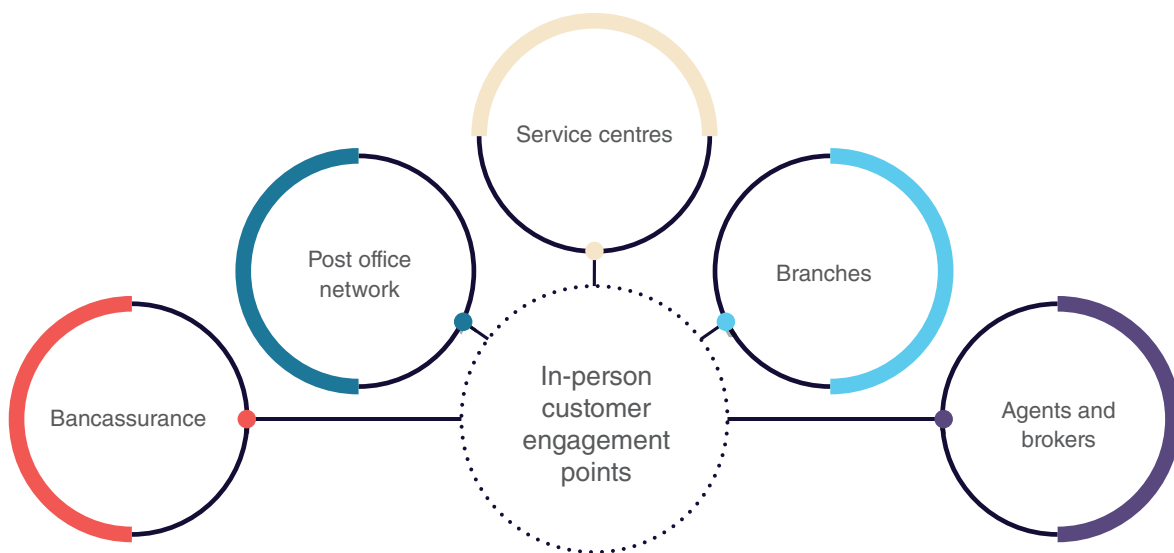 Service centres
Post office
network
Branches
In-person
customer
engagement
points
Bancassurance
Agents and
brokers